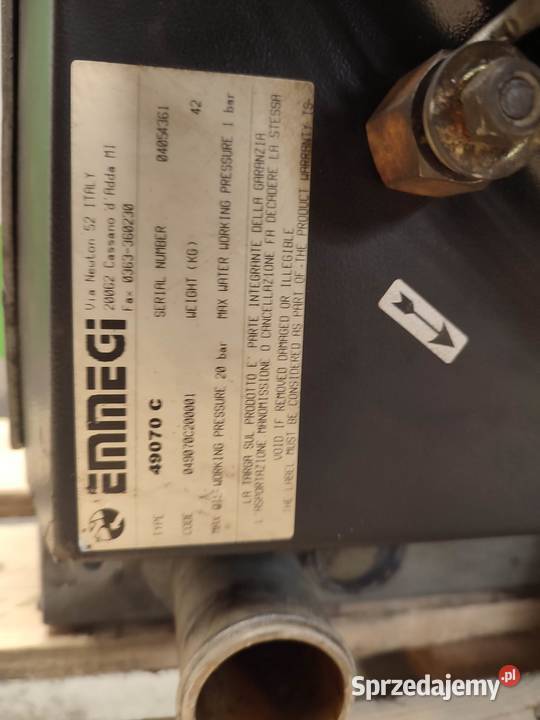 EMMEGI
Via Newton 52 ITALY
20062 Cassano d'Adda MI
Fax 0363-360230
TYPE 49070 C SERIAL NUMBER 04054361
CODE 049070C200001 WEIGHT (KG) 42
MAX OIL WORKING PRESSURE 20 bar MAX WATER WORKING PRESSURE 1 bar
LA TARGA SUL PRODOTTO E' PARTE INTEGRANTE DELLA GARANZIA
L'ASPORTAZIONE MANOMISSIONE O CANCELLAZIONE FA DECADERE LA STESSA
VOID IF REMOVED DAMAGED OR ILLEGIBLE
THE LABEL MUST BE CONSIDERED AS PART OF THE PRODUCT WARRANTY IS
Sprzedajemy.pl